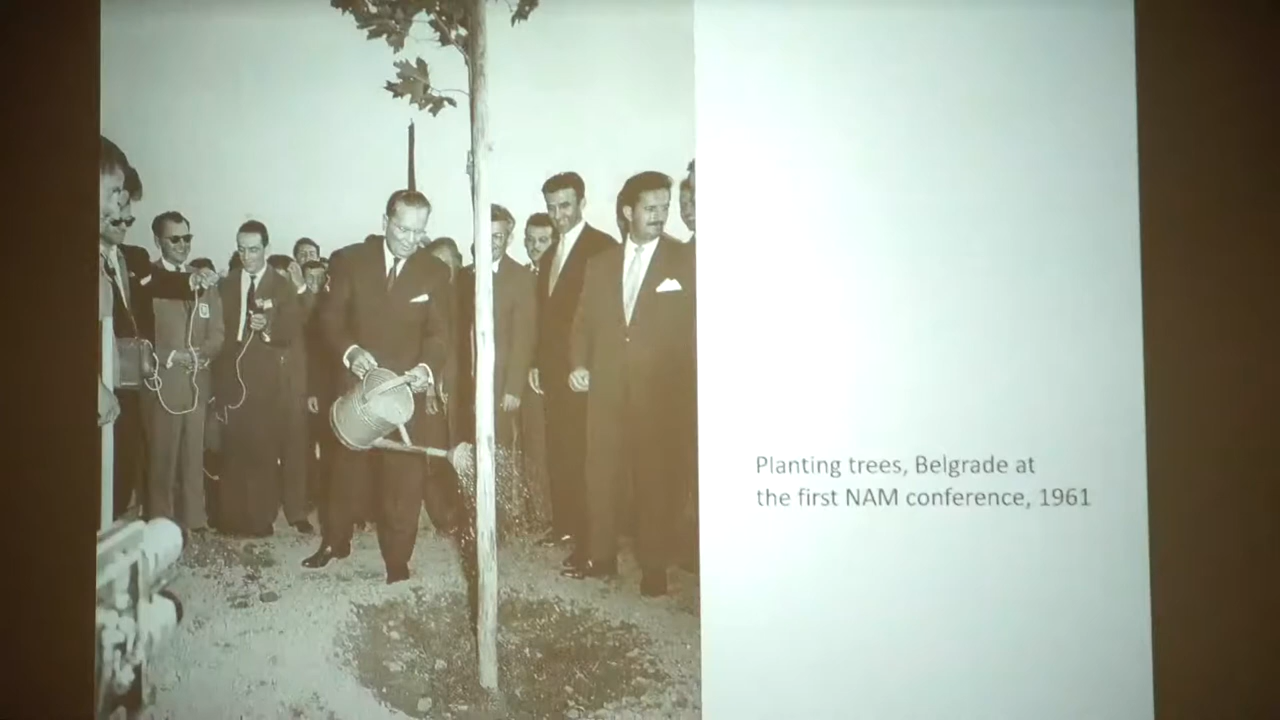 Planting trees, Belgrade at
the first NAM conference, 1961